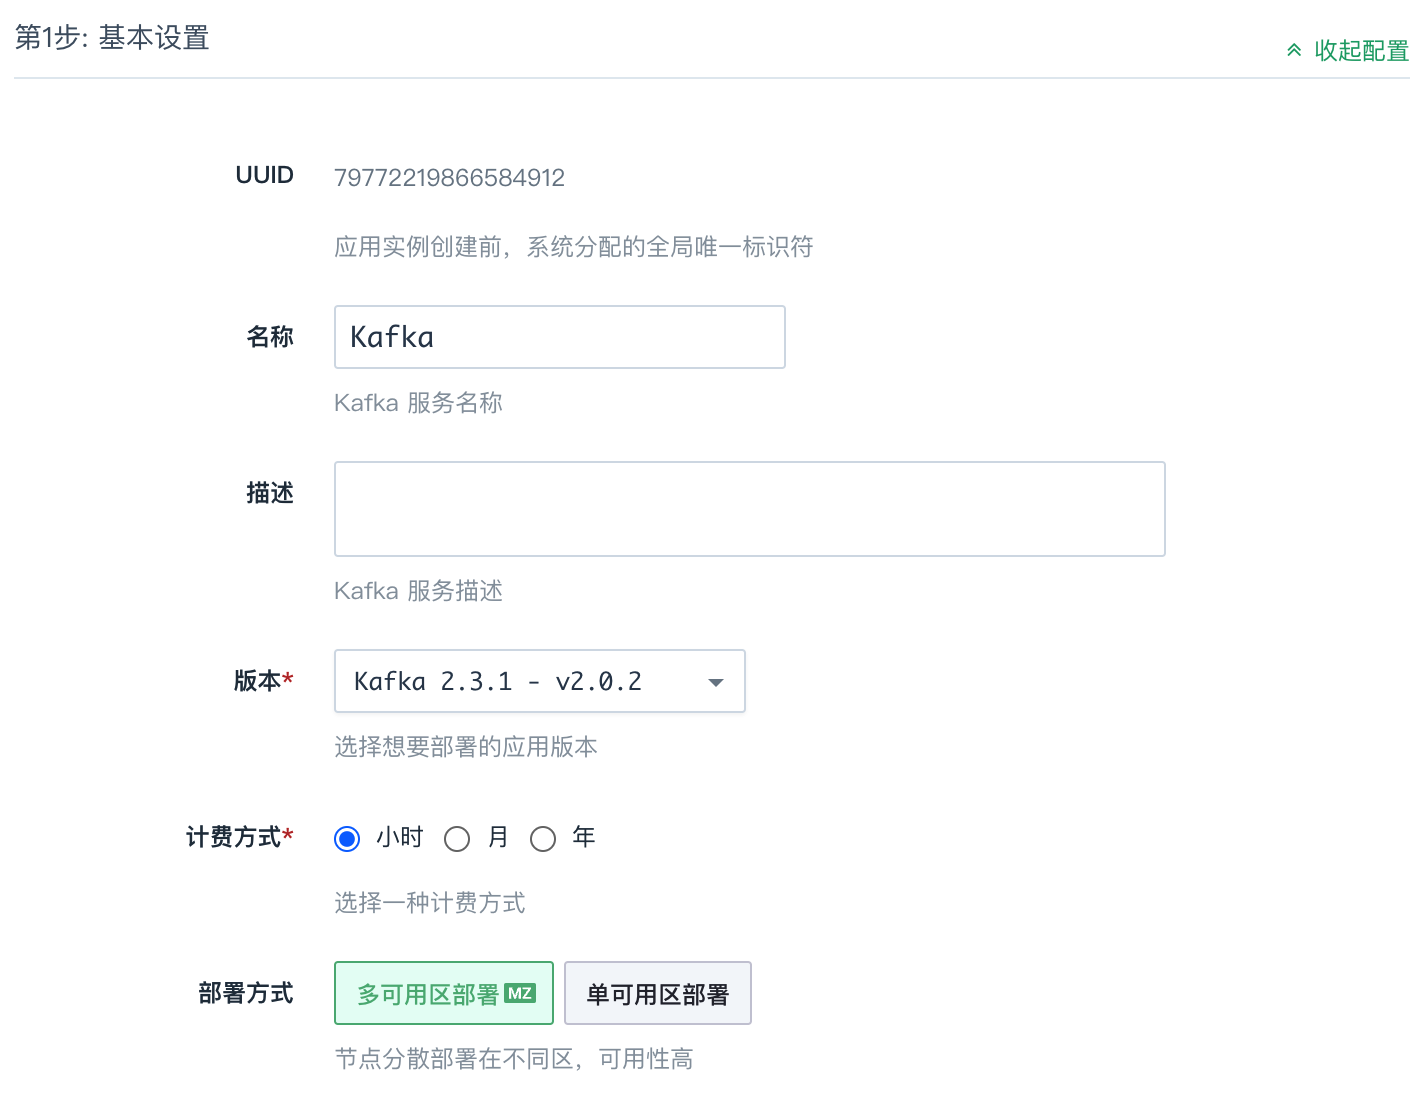 第1步: 基本设置
收起配置
UUID 79772219866584912
应用实例创建前，系统分配的全局唯一标识符
名称 Kafka
Kafka 服务名称
描述
Kafka 服务描述
版本* Kafka 2.3.1 - v2.0.2
选择想要部署的应用版本
计费方式* 小时 月 年
选择一种计费方式
部署方式 多可用区部署 MZ 单可用区部署
节点分散部署在不同区，可用性高